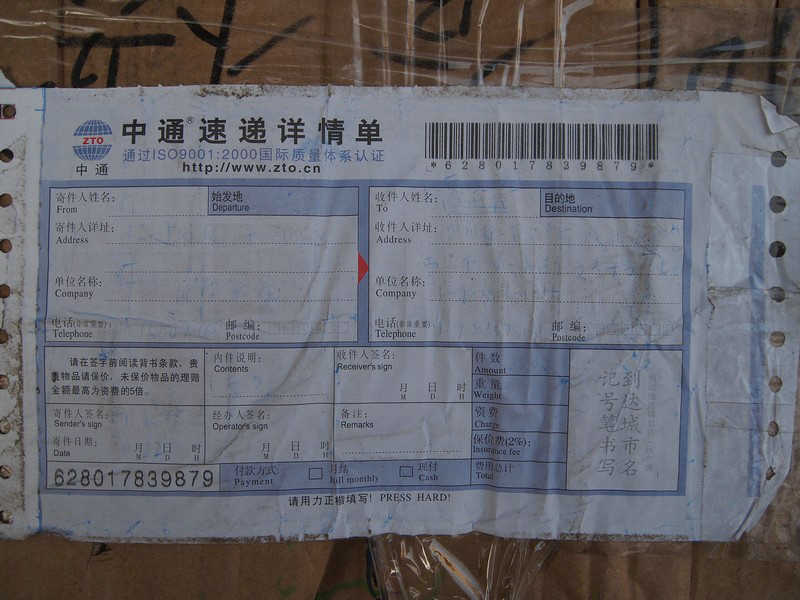 ZTO
中通
中通®速递详情单
通过ISO9001:2000国际质量体系认证
http://www.zto.cn
*628017839879*
寄件人姓名:
From
始发地
Departure
收件人姓名:
To
目的地
Destination
寄件人详址:
Address
收件人详址:
Address
单位名称:
Company
单位名称:
Company
电话(非常重要):
Telephone
邮编:
Postcode
电话(非常重要):
Telephone
邮编:
Postcode
请在签字前阅读背书条款，贵
重物品请保价，未保价物品的理赔
金额最高为资费的5倍。
内件说明:
Contents
收件人签名:
Receiver's sign
月 日 时
M D H
件数
Amount
重量
Weight
资费
Charge
保价费(2%):
Insurance fee
费用总计
Total
寄件人签名:
Sender's sign
寄件日期:
Data
月 日 时
M D H
经办人签名:
Operator's sign
月 日 时
M D H
备注:
Remarks
到达城市名
记号笔书写
628017839879
付款方式
Payment
月结
full monthly
现付
Cash
请用力正楷填写! PRESS HARD!